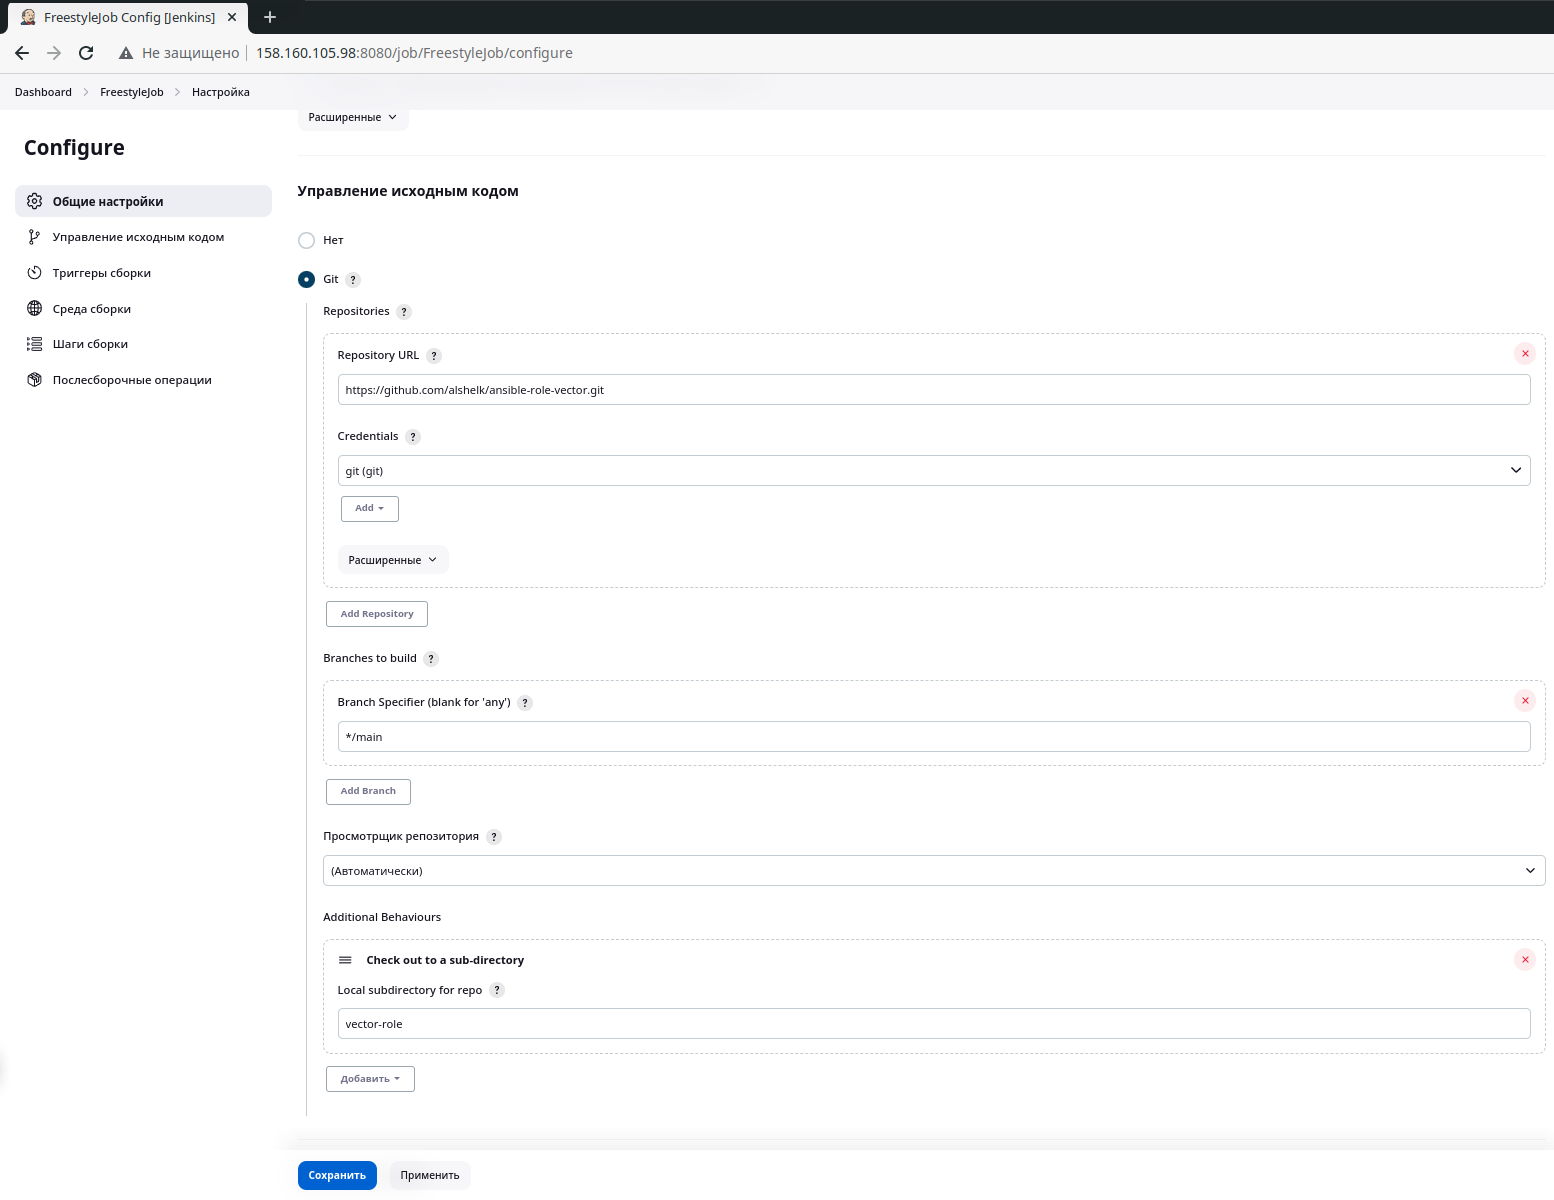 FreestyleJob Config [Jenkins]
Не защищено
158.160.105.98:8080/job/FreestyleJob/configure
Dashboard
FreestyleJob
Настройка
Configure
Общие настройки
Управление исходным кодом
Триггеры сборки
Среда сборки
Шаги сборки
Послесборочные операции
Расширенные
Управление исходным кодом
Нет
Git ?
Repositories ?
Repository URL ?
https://github.com/alshelk/ansible-role-vector.git
Credentials ?
git (git)
Add
Расширенные
Add Repository
Branches to build ?
Branch Specifier (blank for 'any') ?
*/main
Add Branch
Просмотрщик репозитория ?
(Автоматически)
Additional Behaviours
Check out to a sub-directory
Local subdirectory for repo ?
vector-role
Добавить
Сохранить
Применить